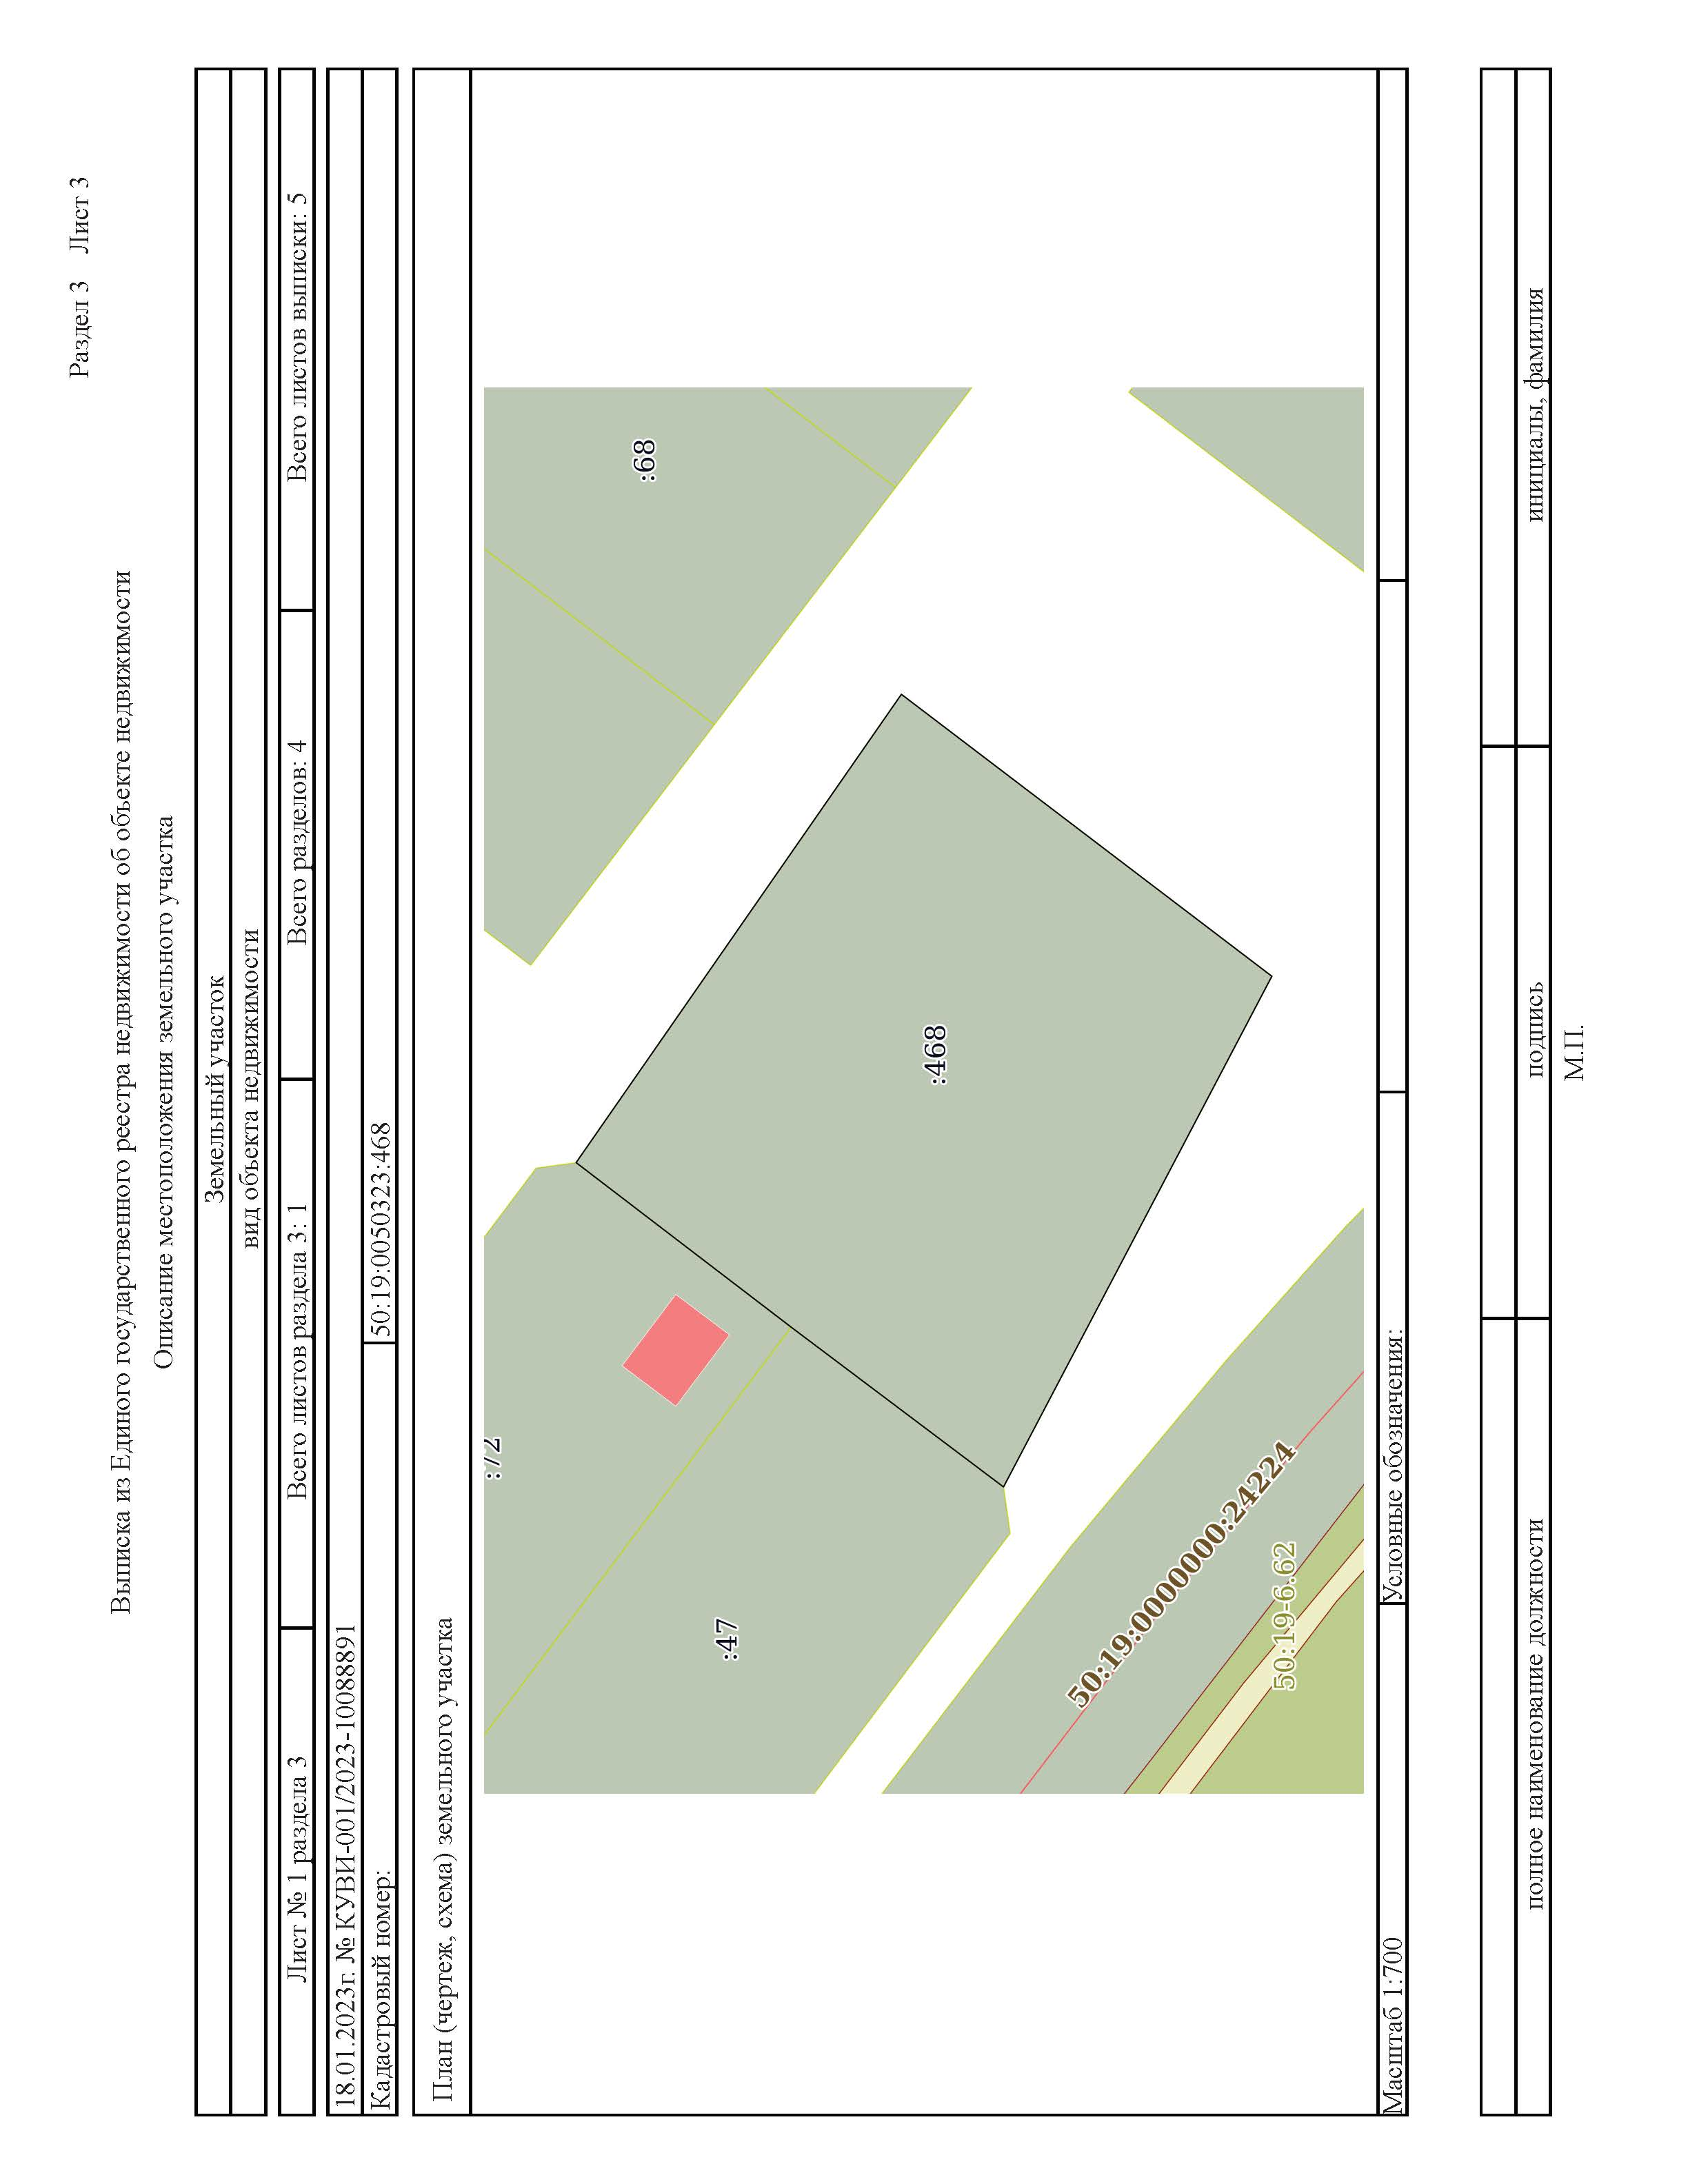 Раздел 3 Лист 3
Выписка из Единого государственного реестра недвижимости об объекте недвижимости
Описание местоположения земельного участка
Земельный участок
вид объекта недвижимости
Лист № 1 раздела 3 Всего листов раздела 3: 1 Всего разделов: 4 Всего листов выписки: 5
18.01.2023г. № КУВИ-001/2023-10088891
Кадастровый номер: 50:19:0050323:468
План (чертеж, схема) земельного участка
:72
:68
:47
:468
50:19:0000000:24224
50:19-6.62
Масштаб 1:700 Условные обозначения:
полное наименование должности подпись инициалы, фамилия
М.П.